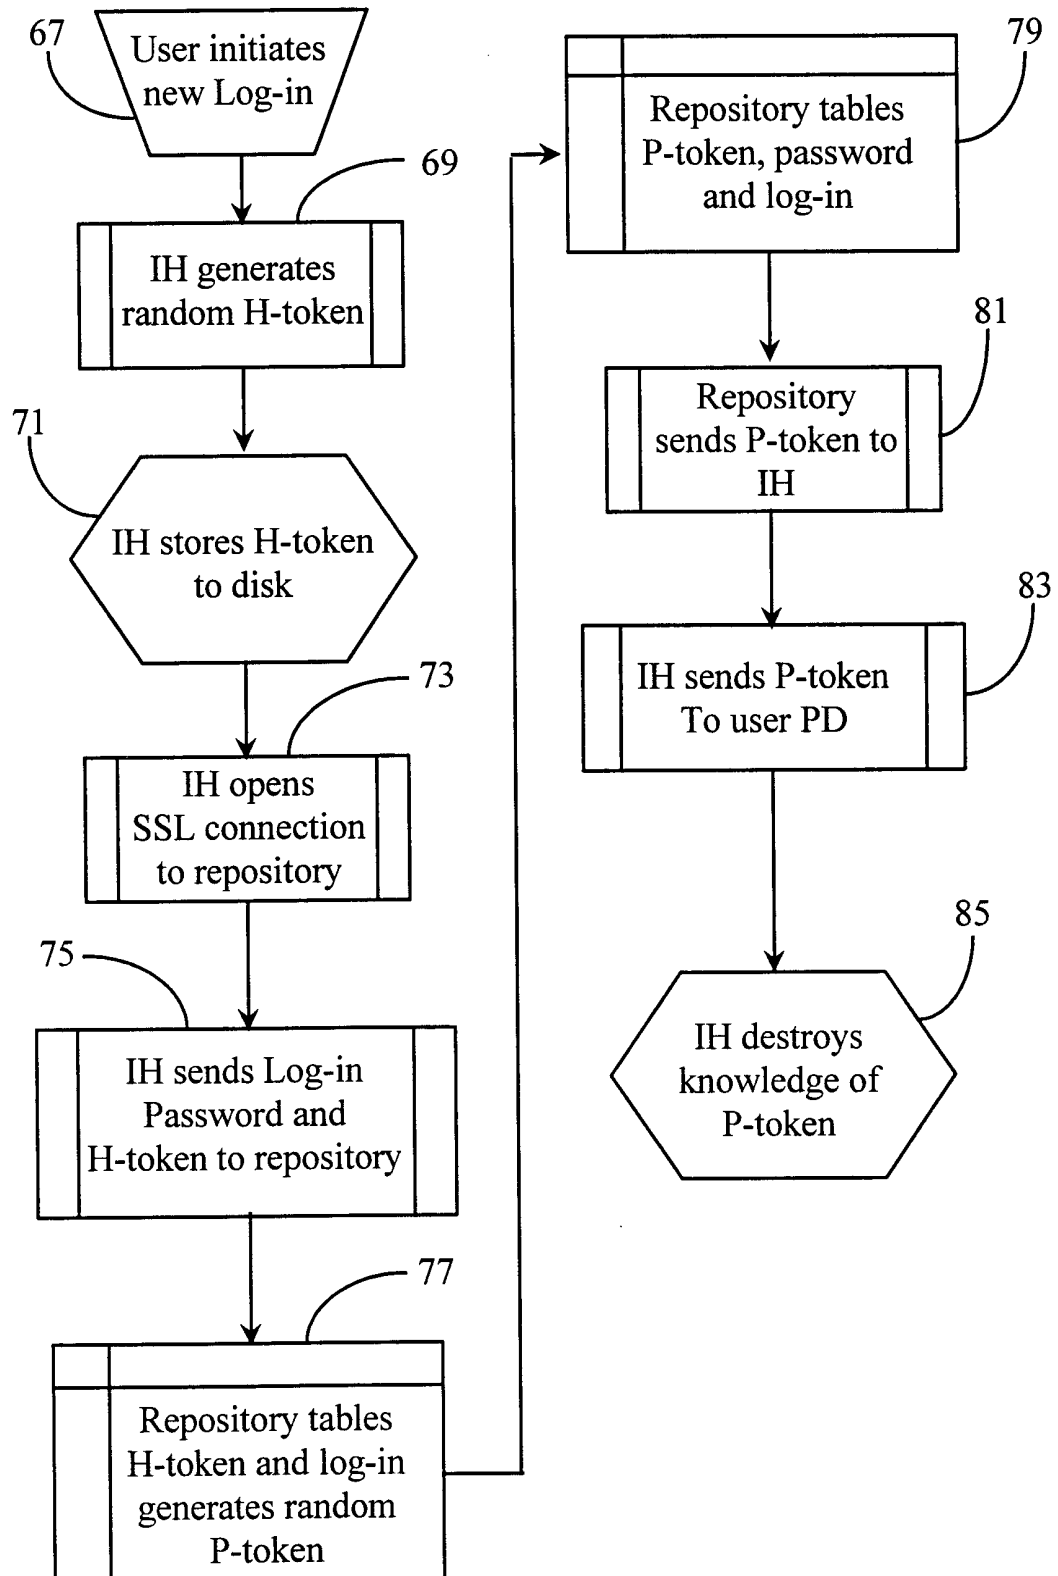 67
User initiates
new Log-in
69
IH generates
random H-token
71
IH stores H-token
to disk
73
IH opens
SSL connection
to repository
75
IH sends Log-in
Password and
H-token to repository
77
Repository tables
H-token and log-in
generates random
P-token
79
Repository tables
P-token, password
and log-in
81
Repository
sends P-token to
IH
83
IH sends P-token
To user PD
85
IH destroys
knowledge of
P-token